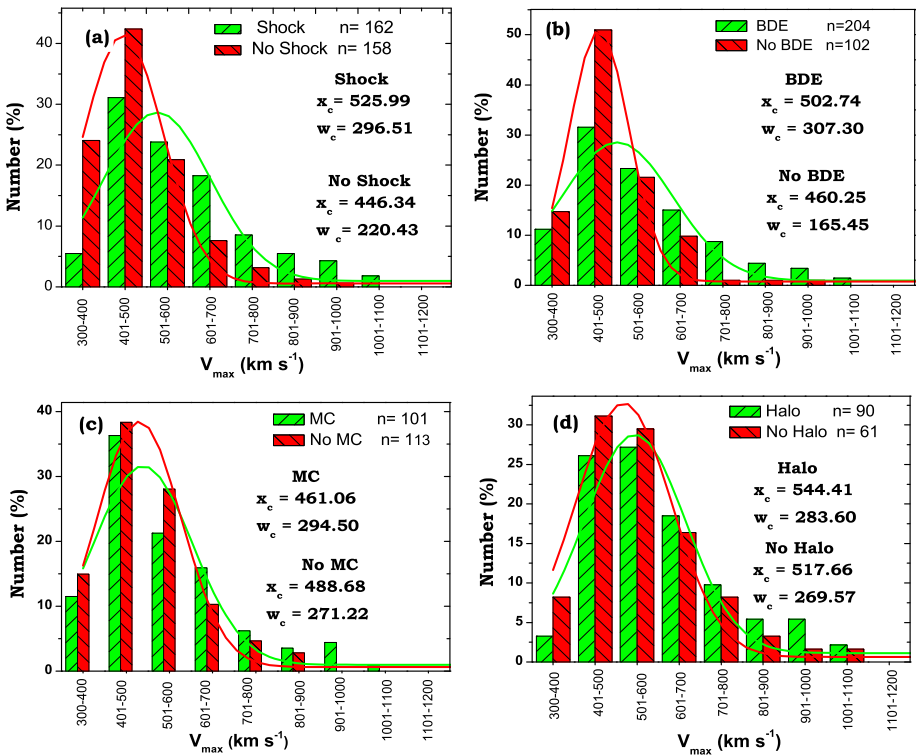 (a)
Shock n= 162
No Shock n= 158
Shock
xc = 525.99
wc = 296.51
No Shock
xc = 446.34
wc = 220.43
Number (%)
40
30
20
10
0
300-400
401-500
501-600
601-700
701-800
801-900
901-1000
1001-1100
1101-1200
Vmax (km s-1)
(b)
BDE n=204
No BDE n=102
BDE
xc = 502.74
wc = 307.30
No BDE
xc = 460.25
wc = 165.45
Number (%)
50
40
30
20
10
0
300-400
401-500
501-600
601-700
701-800
801-900
901-1000
1001-1100
1101-1200
Vmax (km s-1)
(c)
MC n= 101
No MC n= 113
MC
xc = 461.06
wc = 294.50
No MC
xc = 488.68
wc = 271.22
Number (%)
40
30
20
10
0
300-400
401-500
501-600
601-700
701-800
801-900
901-1000
1001-1100
1101-1200
Vmax (km s-1)
(d)
Halo n= 90
No Halo n= 61
Halo
xc = 544.41
wc = 283.60
No Halo
xc = 517.66
wc = 269.57
Number (%)
30
25
20
15
10
5
0
300-400
401-500
501-600
601-700
701-800
801-900
901-1000
1001-1100
1101-1200
Vmax (km s-1)